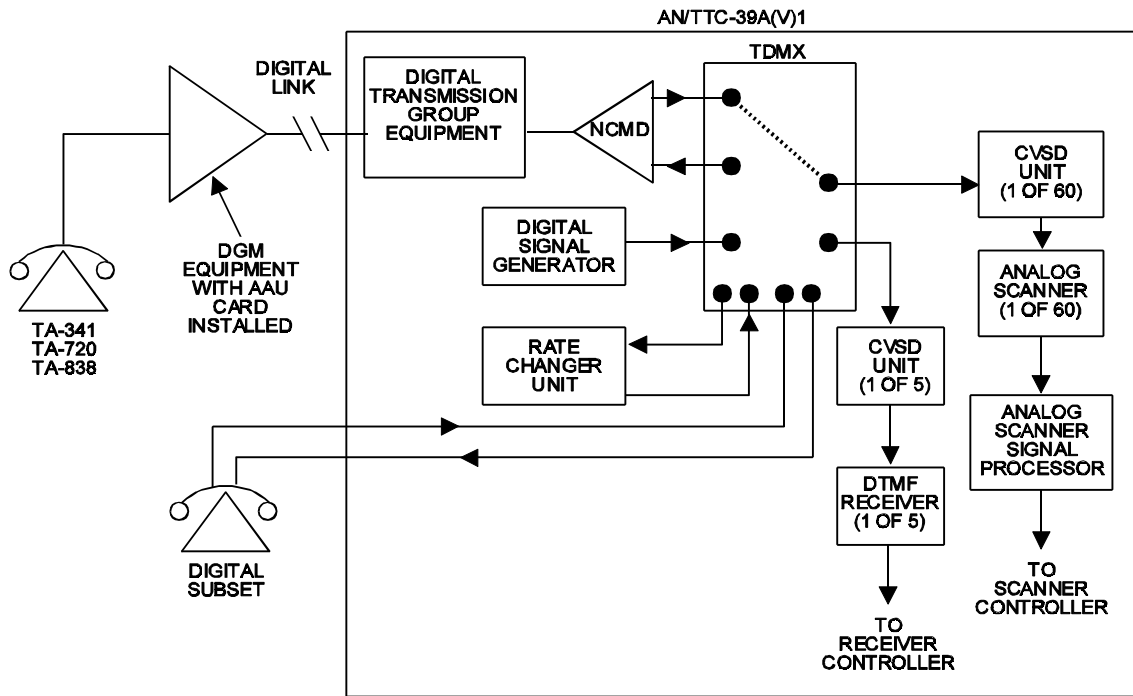 AN/TTC-39A(V)1
TDMX
DIGITAL
LINK
DIGITAL
TRANSMISSION
GROUP
EQUIPMENT
NCMD
CVSD
UNIT
(1 OF 60)
DIGITAL
SIGNAL
GENERATOR
DGM
EQUIPMENT
WITH AAU
CARD
INSTALLED
ANALOG
SCANNER
(1 OF 60)
TA-341
TA-720
TA-838
RATE
CHANGER
UNIT
CVSD
UNIT
(1 OF 5)
ANALOG
SCANNER
SIGNAL
PROCESSOR
DTMF
RECEIVER
(1 OF 5)
DIGITAL
SUBSET
TO
SCANNER
CONTROLLER
TO
RECEIVER
CONTROLLER